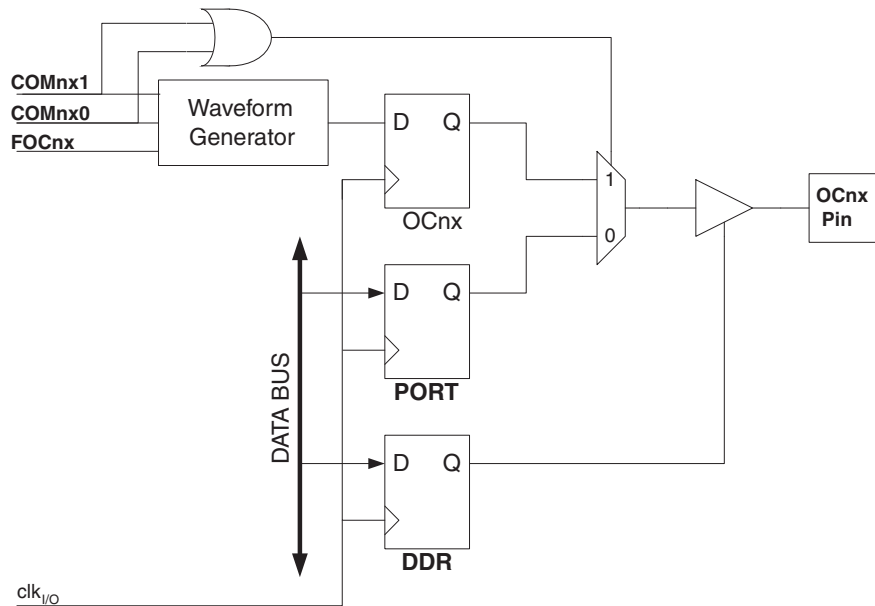 COMnx1
COMnx0
FOCnx
Waveform
Generator
D Q
OCnx
1
0
OCnx
Pin
D Q
PORT
DATA BUS
D Q
DDR
clkI/O